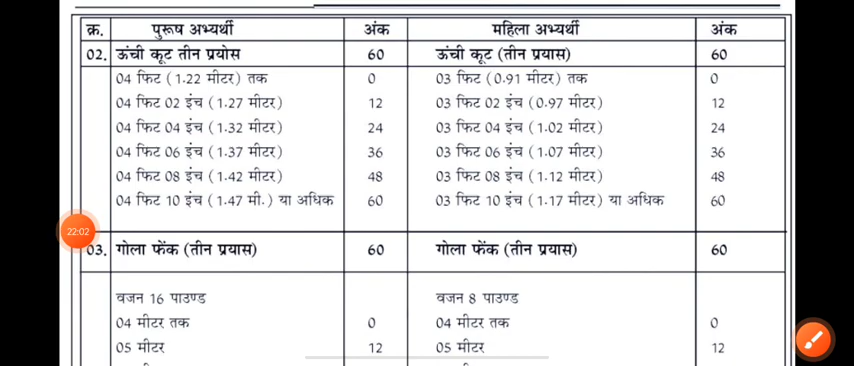 क्र. पुरूष अभ्यर्थी अंक महिला अभ्यर्थी अंक
02. ऊंची कूट तीन प्रयोस 60 ऊंची कूट (तीन प्रयास) 60
04 फिट (1.22 मीटर) तक 0 03 फिट (0.91 मीटर) तक 0
04 फिट 02 इंच (1.27 मीटर) 12 03 फिट 02 इंच (0.97 मीटर) 12
04 फिट 04 इंच (1.32 मीटर) 24 03 फिट 04 इंच (1.02 मीटर) 24
04 फिट 06 इंच (1.37 मीटर) 36 03 फिट 06 इंच (1.07 मीटर) 36
04 फिट 08 इंच (1.42 मीटर) 48 03 फिट 08 इंच (1.12 मीटर) 48
04 फिट 10 इंच (1.47 मी.) या अधिक 60 03 फिट 10 इंच (1.17 मीटर) या अधिक 60
22:02
03. गोला फेंक (तीन प्रयास) 60 गोला फेंक (तीन प्रयास) 60
वजन 16 पाउण्ड वजन 8 पाउण्ड
04 मीटर तक 0 04 मीटर तक 0
05 मीटर 12 05 मीटर 12